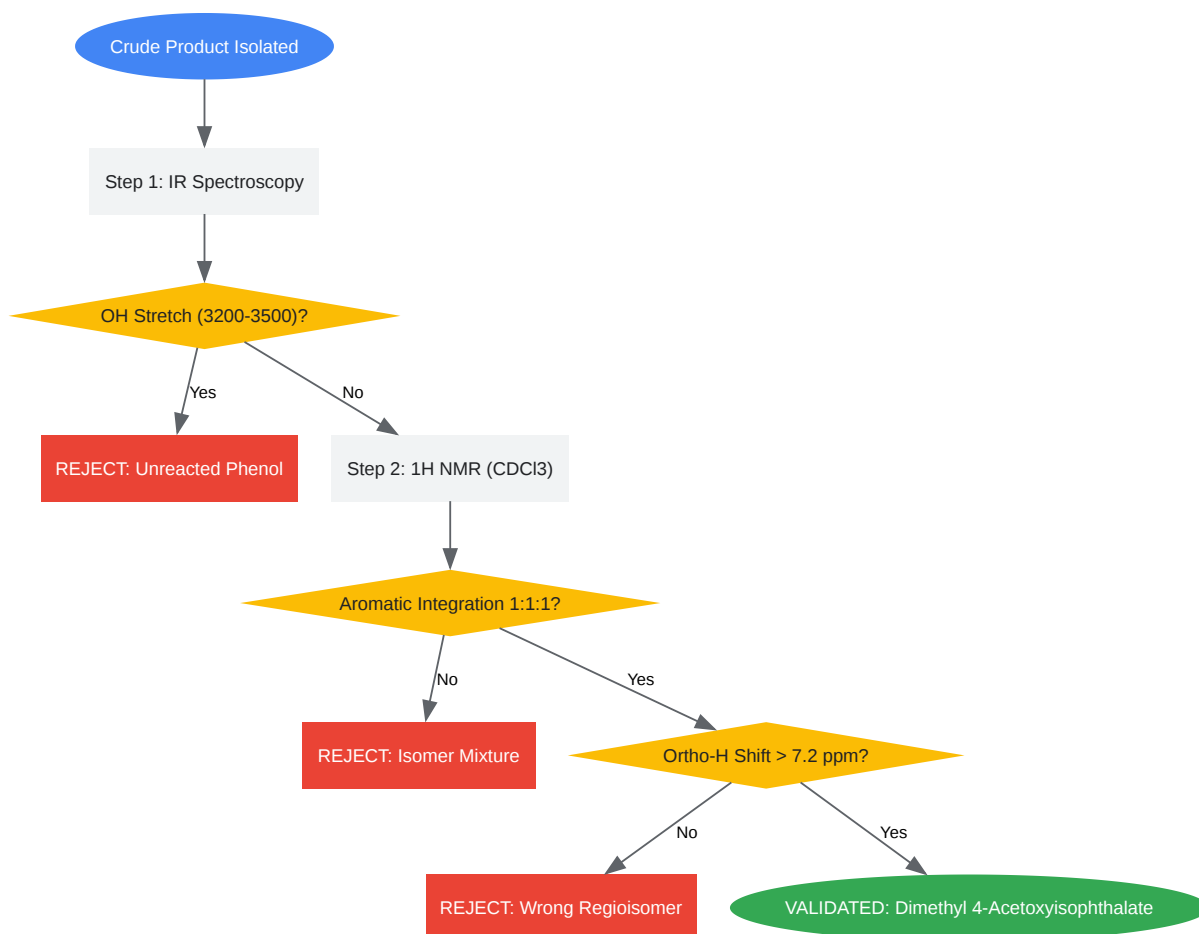 Crude Product Isolated
Step 1: IR Spectroscopy
OH Stretch (3200-3500)?
Yes
No
REJECT: Unreacted Phenol
Step 2: 1H NMR (CDCl3)
Aromatic Integration 1:1:1?
No
Yes
REJECT: Isomer Mixture
Ortho-H Shift > 7.2 ppm?
No
Yes
REJECT: Wrong Regioisomer
VALIDATED: Dimethyl 4-Acetoxyisophthalate